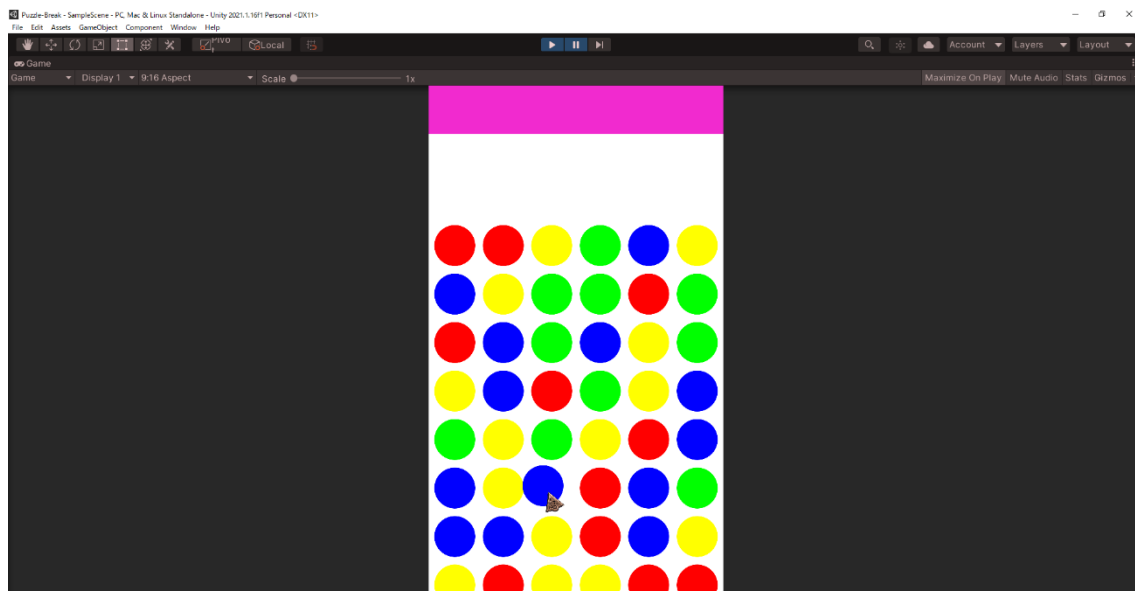 Puzzle-Break - SampleScene - PC, Mac & Linux Standalone - Unity 2021.1.16f1 Personal <DX11>
File Edit Assets GameObject Component Window Help
Pivo Local Account Layers Layout
Game
Game Display 1 9:16 Aspect Scale 1x Maximize On Play Mute Audio Stats Gizmos